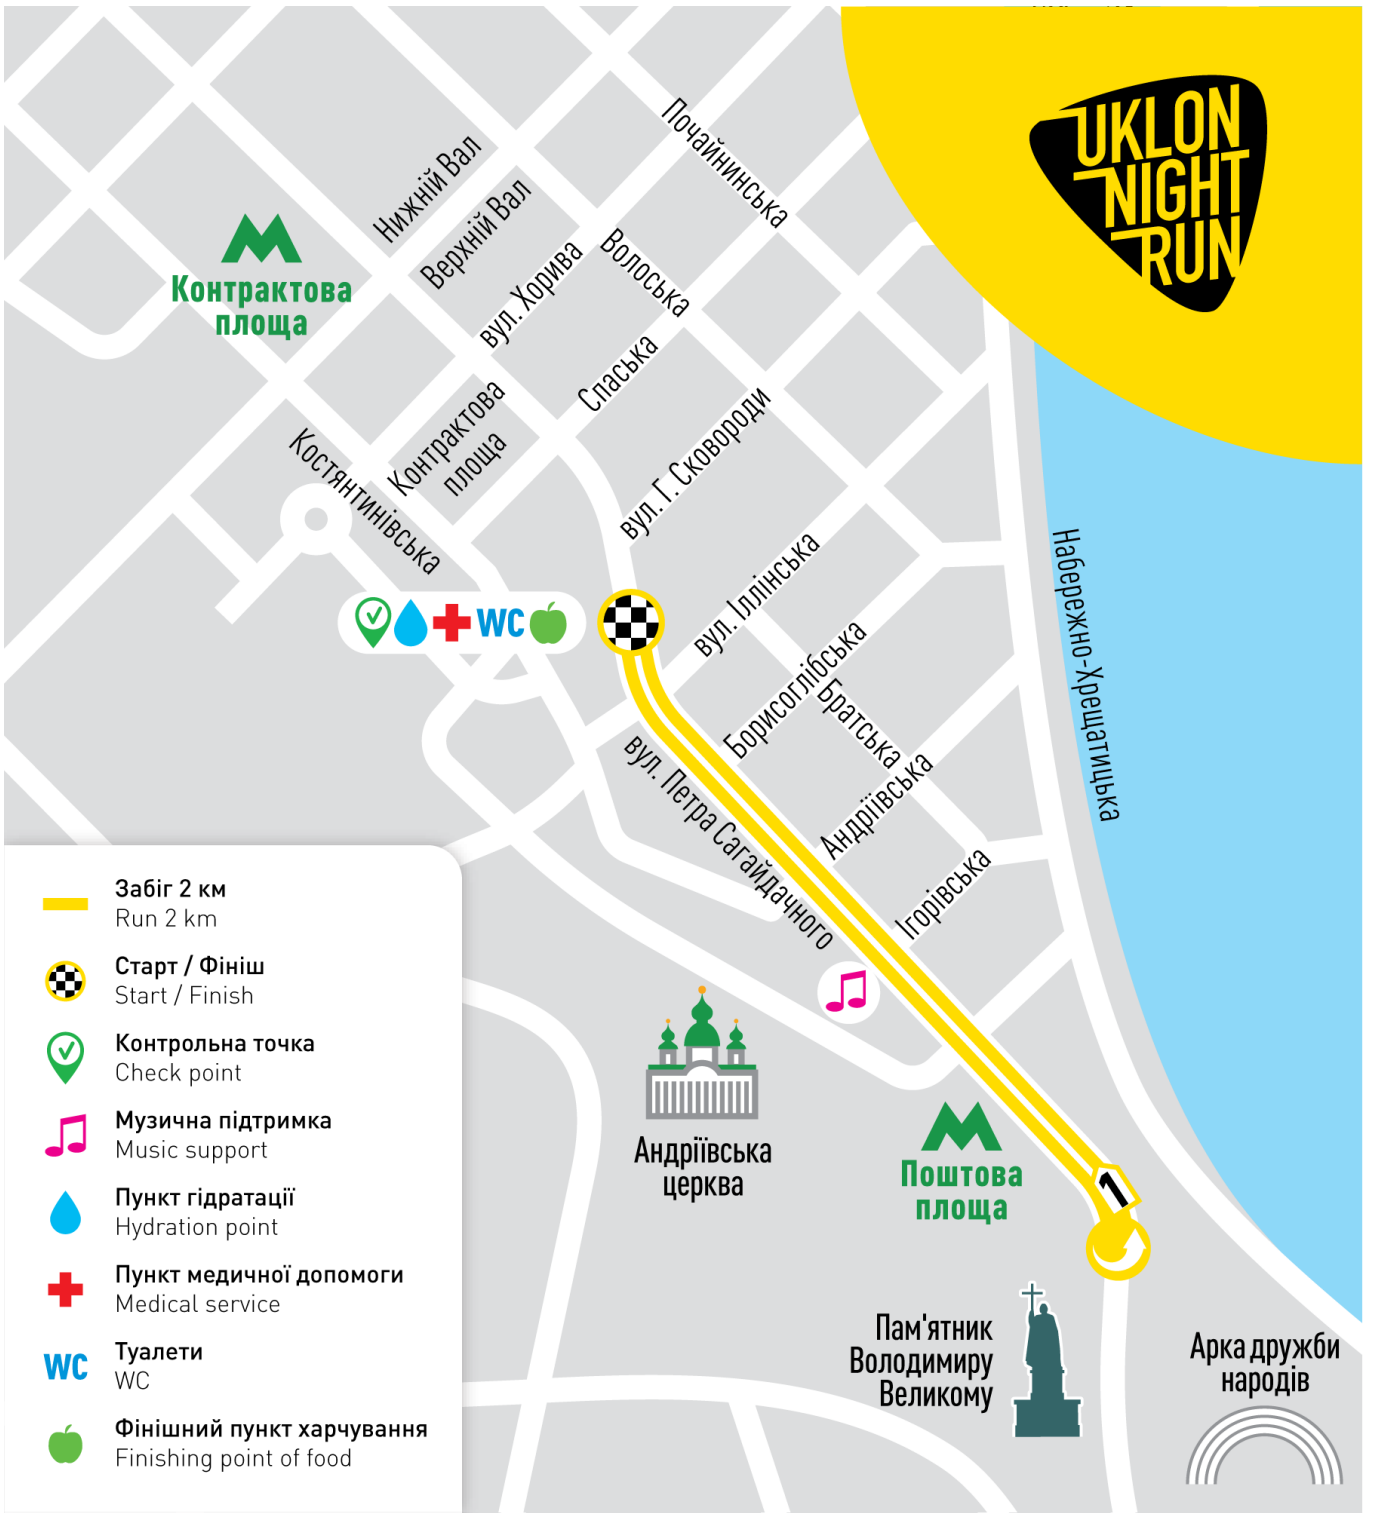 UKLON
NIGHT
RUN
Почайнинська
Нижній Вал
Верхній Вал
вул. Хорива
Волоська
Контрактова
площа
Спаська
Контрактова
площа
Костянтинівська
вул. Г. Сковороди
WC
вул. Іллінська
Борисоглібська
Братська
Набережно-Хрещатицька
вул. Петра Сагайдачного
Андріївська
Ігорівська
Андріївська
церква
Поштова
площа
1
Пам'ятник
Володимиру
Великому
Арка дружби
народів
Забіг 2 км
Run 2 km
Старт / Фініш
Start / Finish
Контрольна точка
Check point
Музична підтримка
Music support
Пункт гідратації
Hydration point
Пункт медичної допомоги
Medical service
WC
Туалети
WC
Фінішний пункт харчування
Finishing point of food